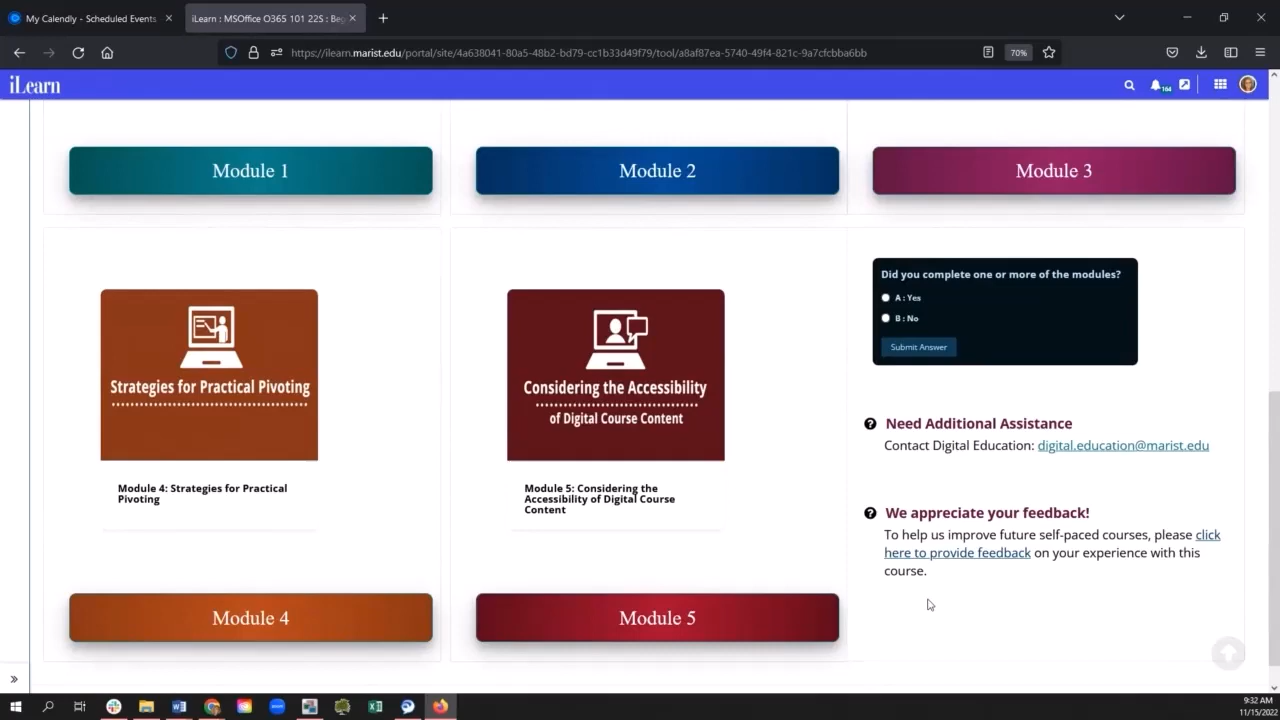 My Calendly - Scheduled Events
iLearn : MSOffice O365 101 22S : Beg
https://ilearn.marist.edu/portal/site/4a638041-80a5-48b2-bd79-cc1b33d49f79/tool/a8af87ea-5740-49f4-821c-9a7cfcbba6bb
70%
iLearn
164
Module 1
Module 2
Module 3
Strategies for Practical Pivoting
Module 4: Strategies for Practical
Pivoting
Module 4
Considering the Accessibility
of Digital Course Content
Module 5: Considering the
Accessibility of Digital Course
Content
Module 5
Did you complete one or more of the modules?
A : Yes
B : No
Submit Answer
Need Additional Assistance
Contact Digital Education: digital.education@marist.edu
We appreciate your feedback!
To help us improve future self-paced courses, please click
here to provide feedback on your experience with this
course.
9:32 AM
11/15/2022